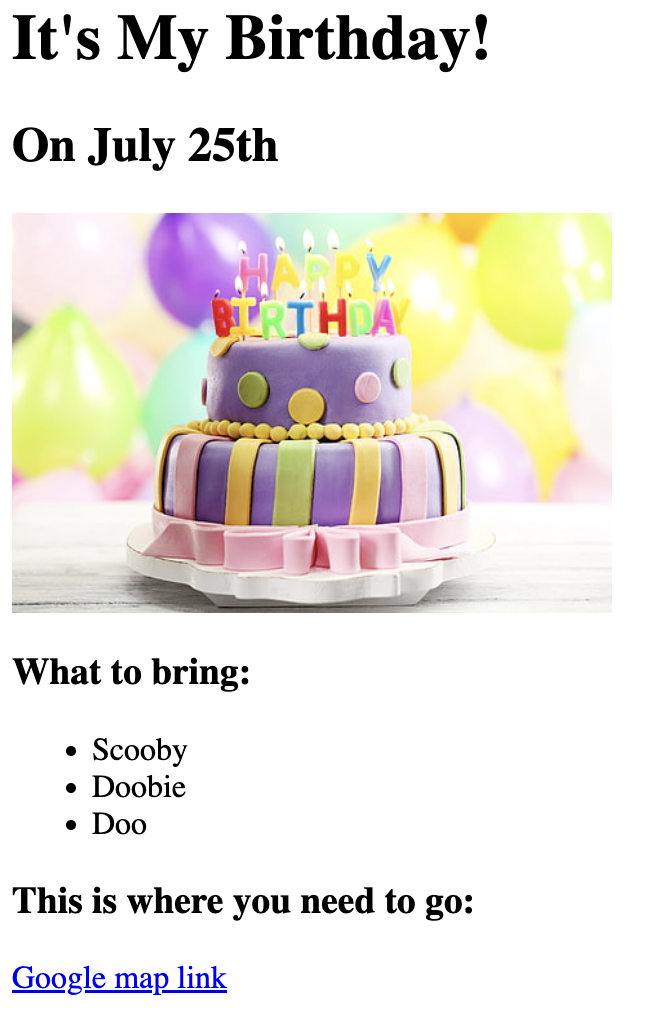 It's My Birthday!
On July 25th
HAPPY
BIRTHDAY
What to bring:
Scooby
Doobie
Doo
This is where you need to go:
Google map link